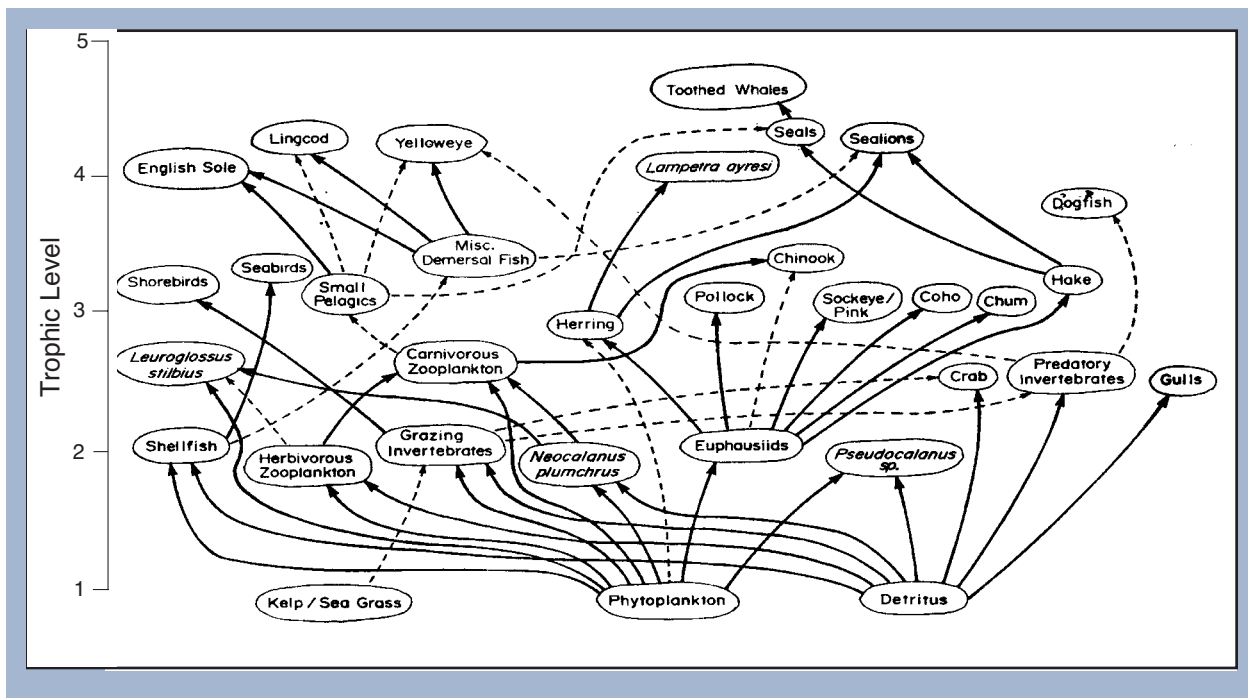 5
Toothed Whales
Lingcod
Yelloweye
Seals
Sealions
English Sole
Lampetra ayresi
4
Dogfish
Misc.
Demersal Fish
Chinook
Seabirds
Shorebirds
Small
Pelagics
Hake
Pollock
Sockeye/
Pink
Coho
Chum
3
Herring
Trophic Level
Leuroglossus
stilbius
Carnivorous
Zooplankton
Crab
Predatory
Invertebrates
Gulls
2
Shellfish
Herbivorous
Zooplankton
Grazing
Invertebrates
Neocalanus
plumchrus
Euphausiids
Pseudocalanus
sp.
1
Kelp / Sea Grass
Phytoplankton
Detritus